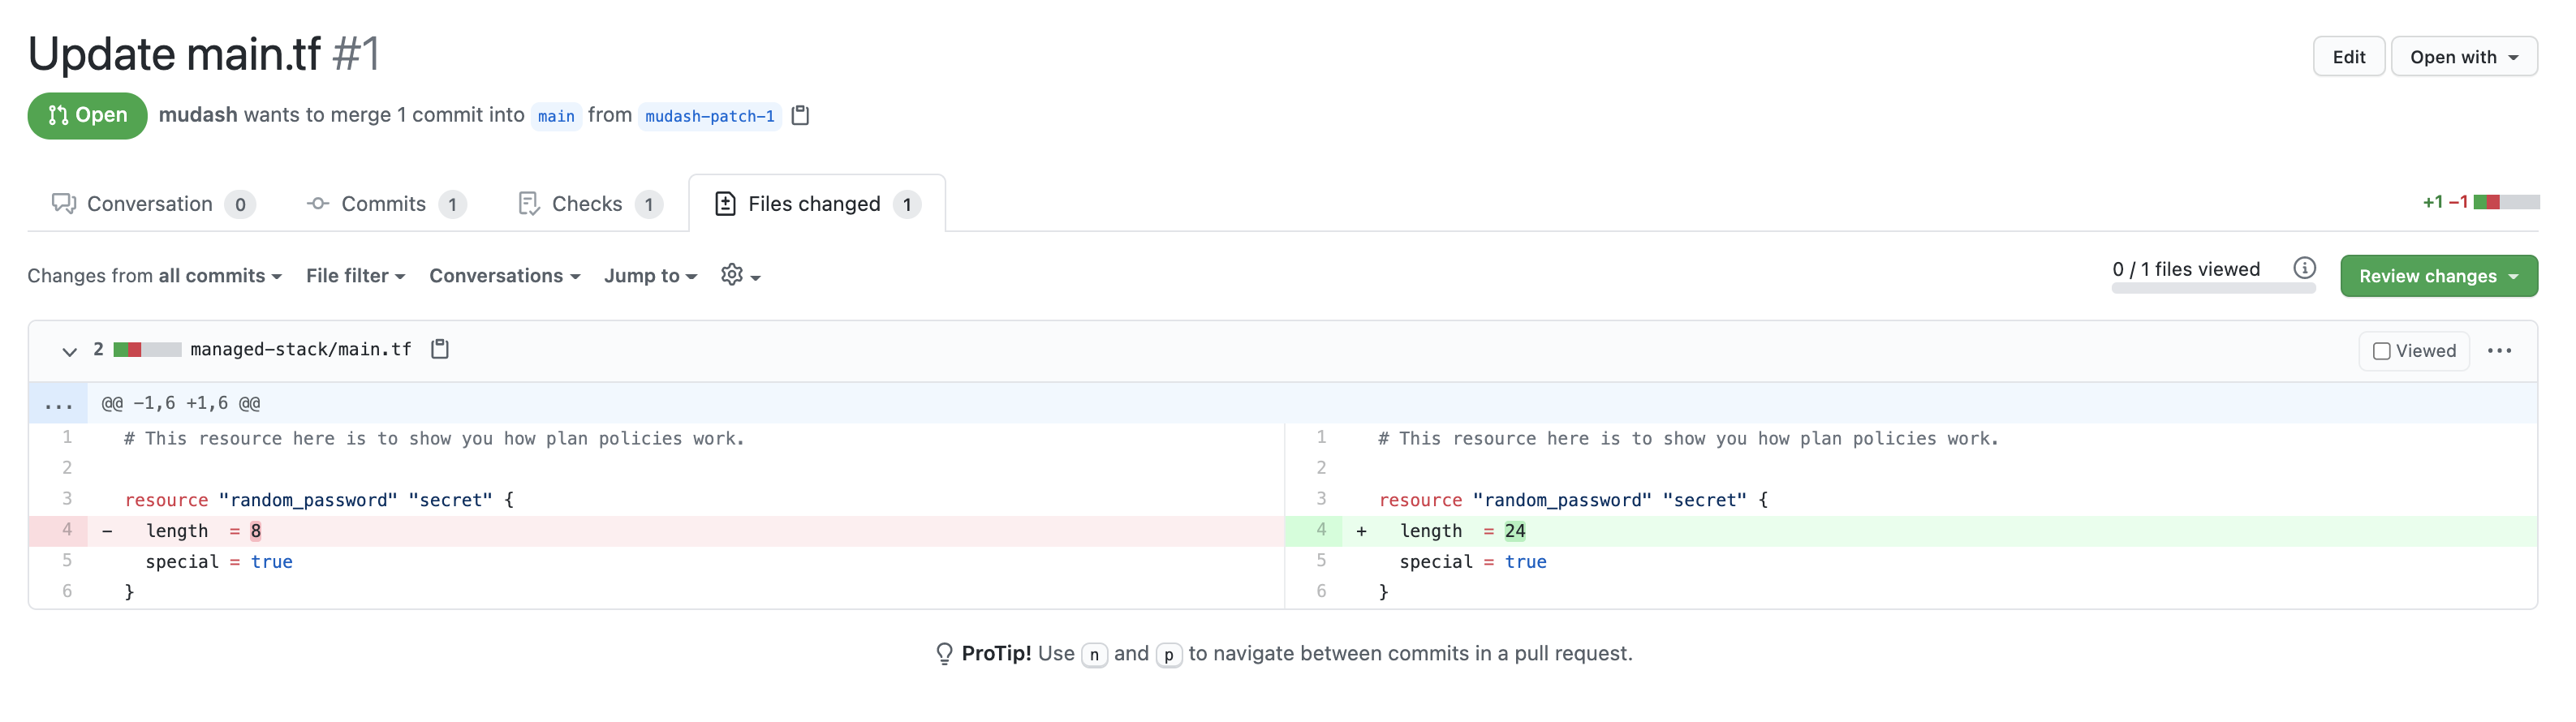 Update main.tf #1
Edit
Open with
Open
mudash wants to merge 1 commit into main from mudash-patch-1
Conversation 0
Commits 1
Checks 1
Files changed 1
+1 −1
Changes from all commits
File filter
Conversations
Jump to
0 / 1 files viewed
Review changes
2 managed-stack/main.tf
Viewed
...
@@ -1,6 +1,6 @@
1 # This resource here is to show you how plan policies work.
2
3 resource "random_password" "secret" {
4 - length  = 8
5 special = true
6 }
1 # This resource here is to show you how plan policies work.
2
3 resource "random_password" "secret" {
4 + length  = 24
5 special = true
6 }
ProTip! Use n and p to navigate between commits in a pull request.